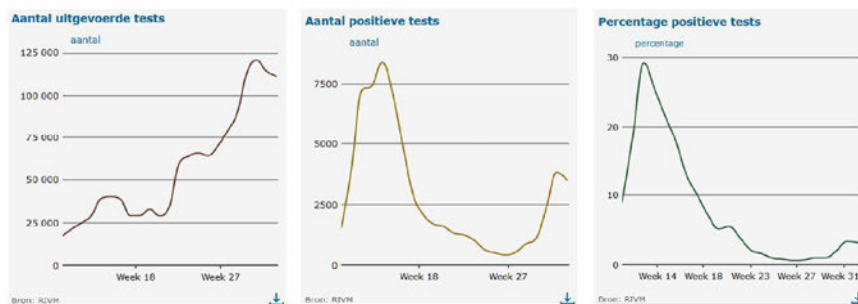 Aantal uitgevoerde tests
aantal
125 000
100 000
75 000
50 000
25 000
0
Week 18
Week 27
Bron: RIVM
Aantal positieve tests
aantal
7500
5000
2500
0
Week 18
Week 27
Bron: RIVM
Percentage positieve tests
percentage
30
20
10
0
Week 14
Week 18
Week 23
Week 27
Week 31
Bron: RIVM